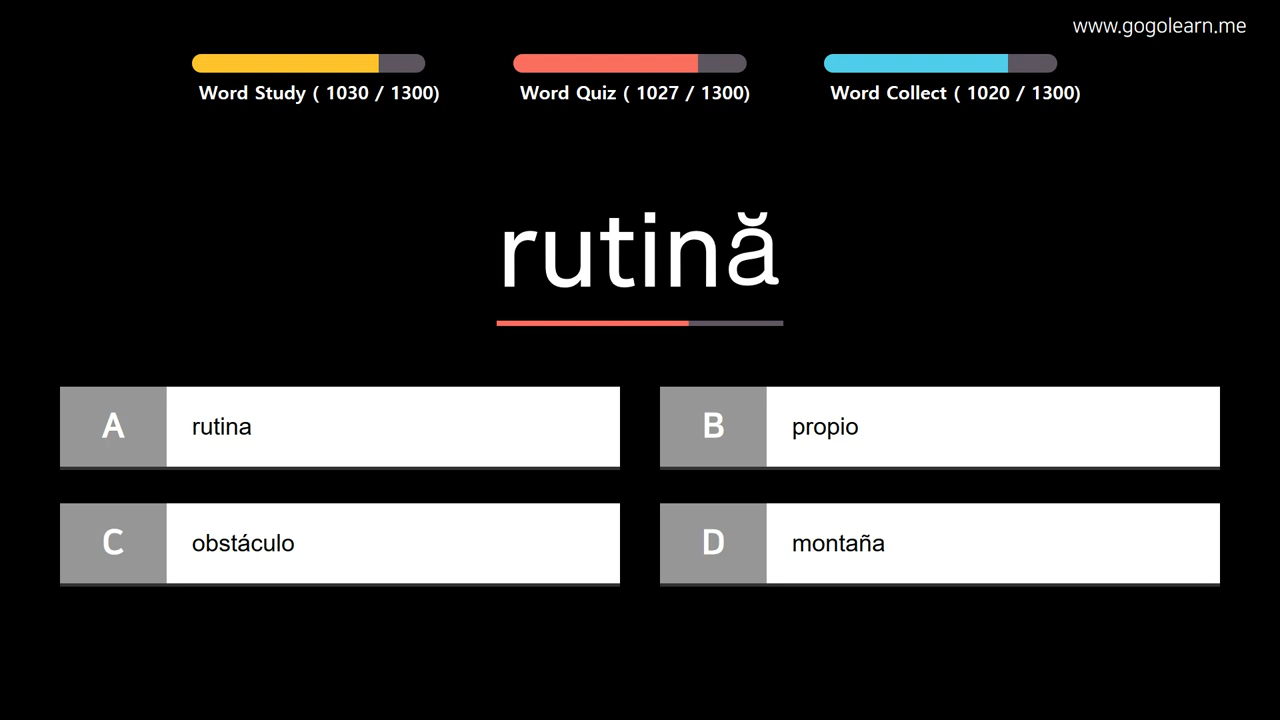 www.gogolearn.me
Word Study ( 1030 / 1300)
Word Quiz ( 1027 / 1300)
Word Collect ( 1020 / 1300)
rutină
A rutina
B propio
C obstáculo
D montaña